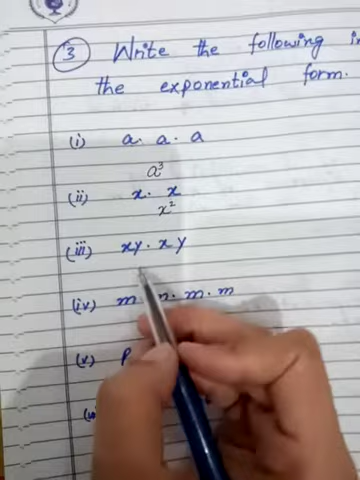 3 Write the following in
the exponential form.
(i) a. a. a
a³
(ii) x. x
x²
(iii) xy. xy
(iv) m . m. m. m
(v) p